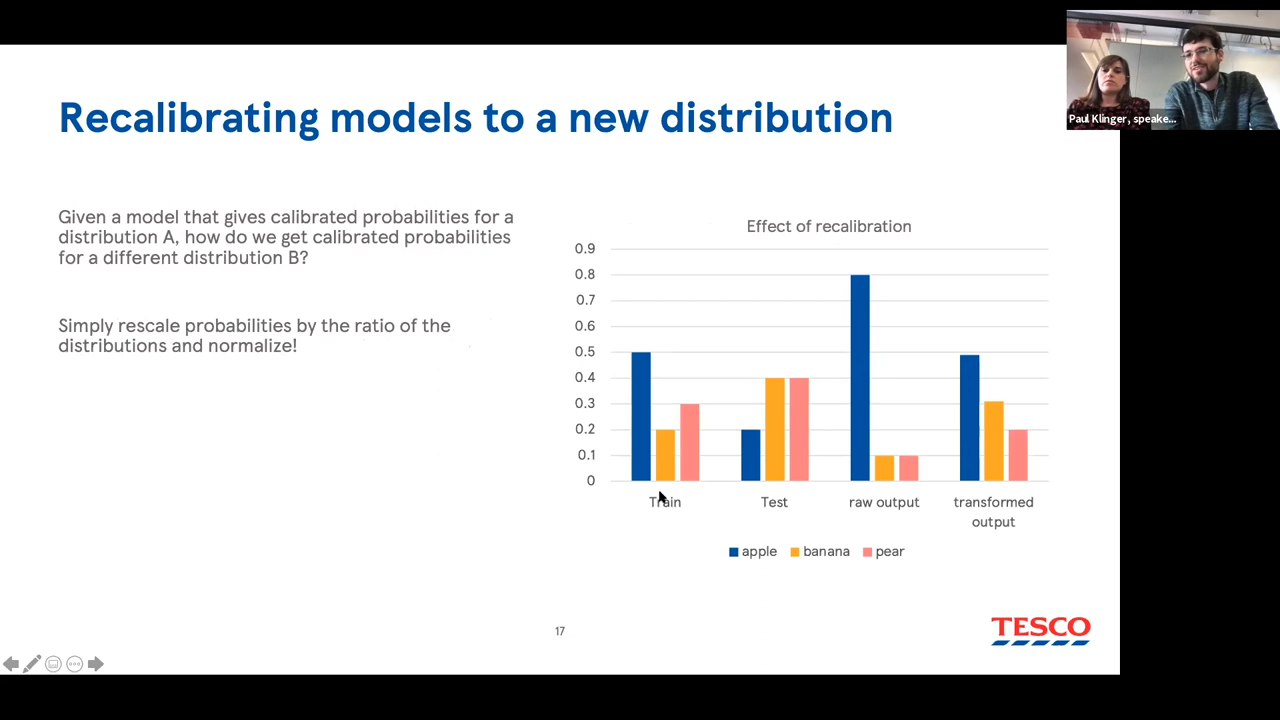 Recalibrating models to a new distribution
Paul Klinger, speake...
Given a model that gives calibrated probabilities for a
distribution A, how do we get calibrated probabilities
for a different distribution B?
Simply rescale probabilities by the ratio of the
distributions and normalize!
Effect of recalibration
0.9
0.8
0.7
0.6
0.5
0.4
0.3
0.2
0.1
0
Train Test raw output transformed
output
apple banana pear
17
TESCO